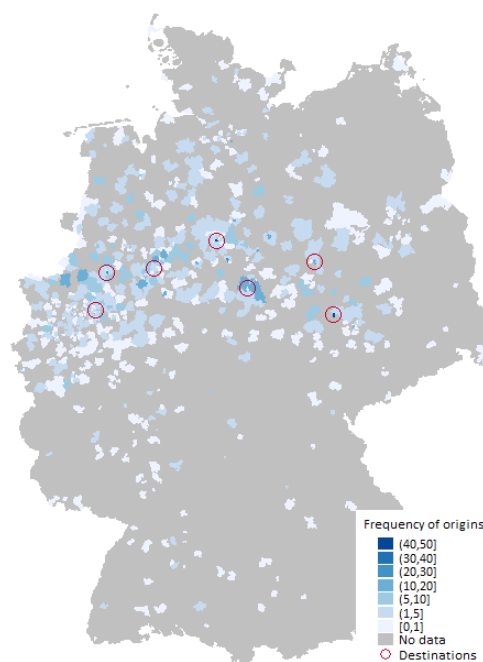 Frequency of origins
(40,50]
(30,40]
(20,30]
(10,20]
(5,10]
(1,5]
[0,1]
No data
Destinations